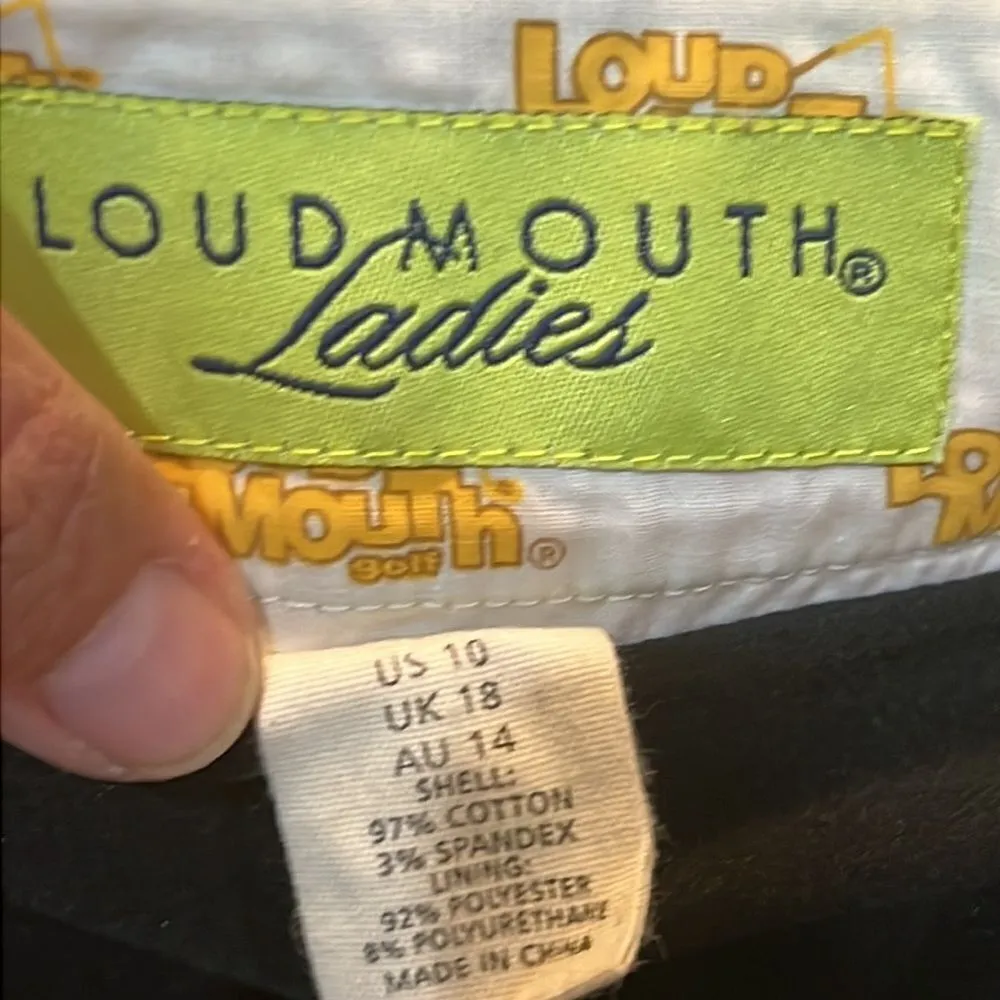 LOUD
LOUDMOUTH®
Ladies
MOUTH®
golf
US 10
UK 18
AU 14
SHELL:
97% COTTON
3% SPANDEX
LINING:
92% POLYESTER
8% POLYURETHANE
MADE IN CHINA